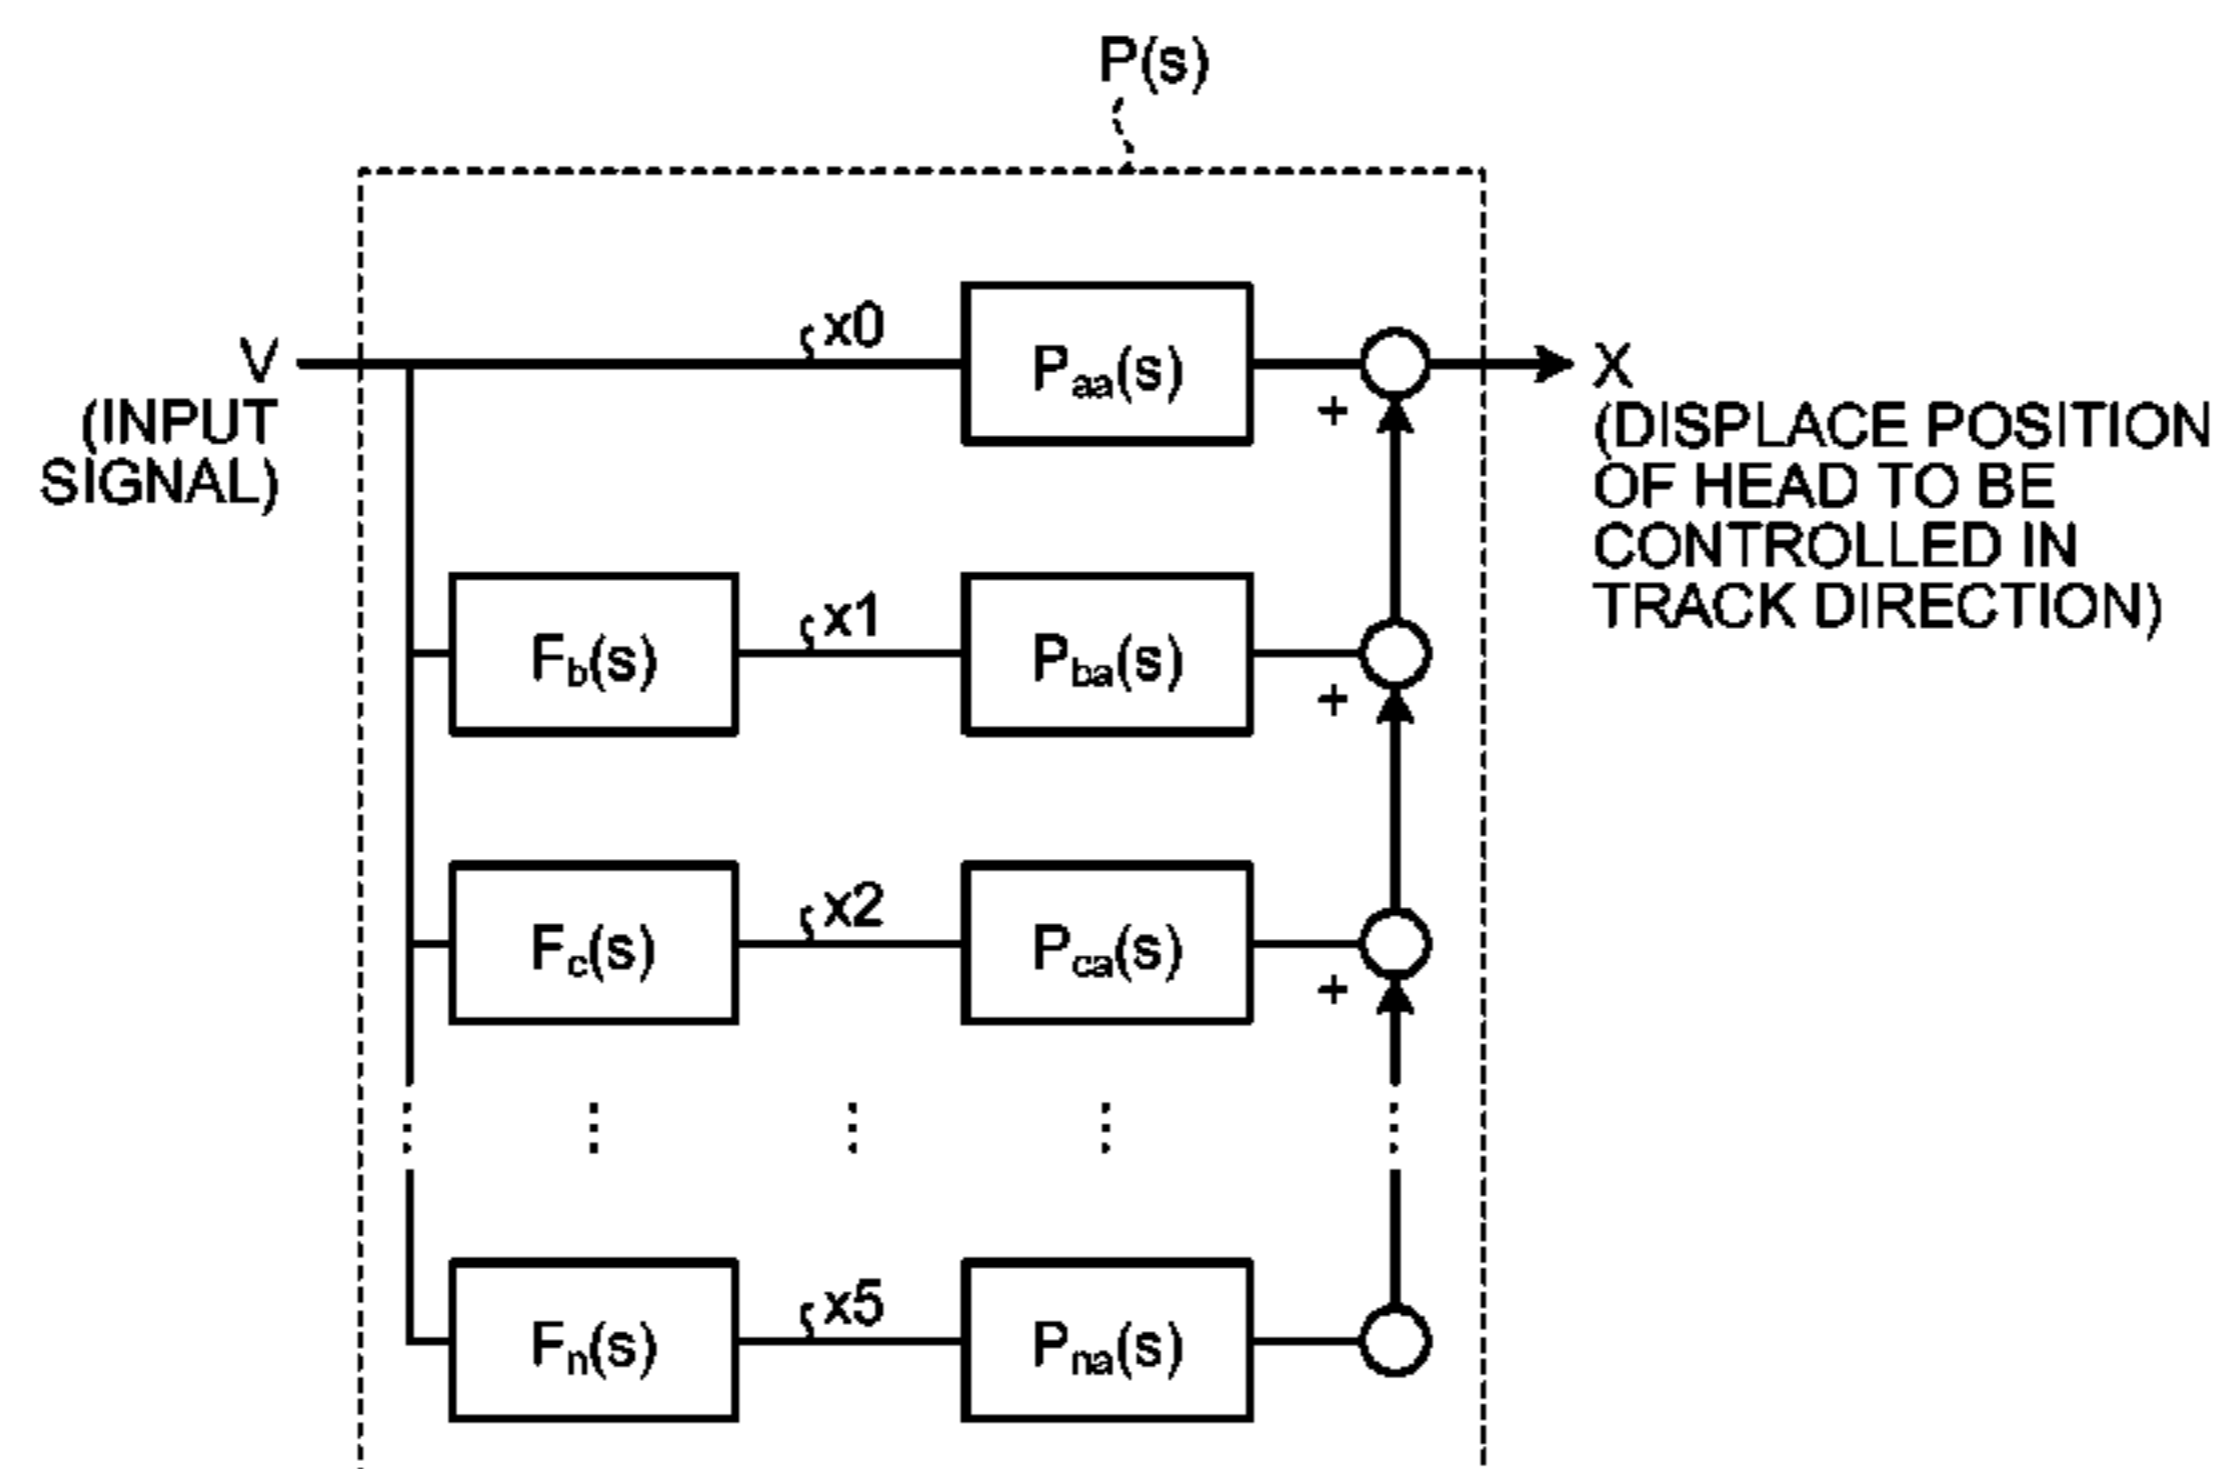 P(s)
V
(INPUT
SIGNAL)
x0
Paa(s)
+
X
(DISPLACE POSITION
OF HEAD TO BE
CONTROLLED IN
TRACK DIRECTION)
Fb(s)
x1
Pba(s)
+
Fc(s)
x2
Pca(s)
+
Fn(s)
x5
Pna(s)